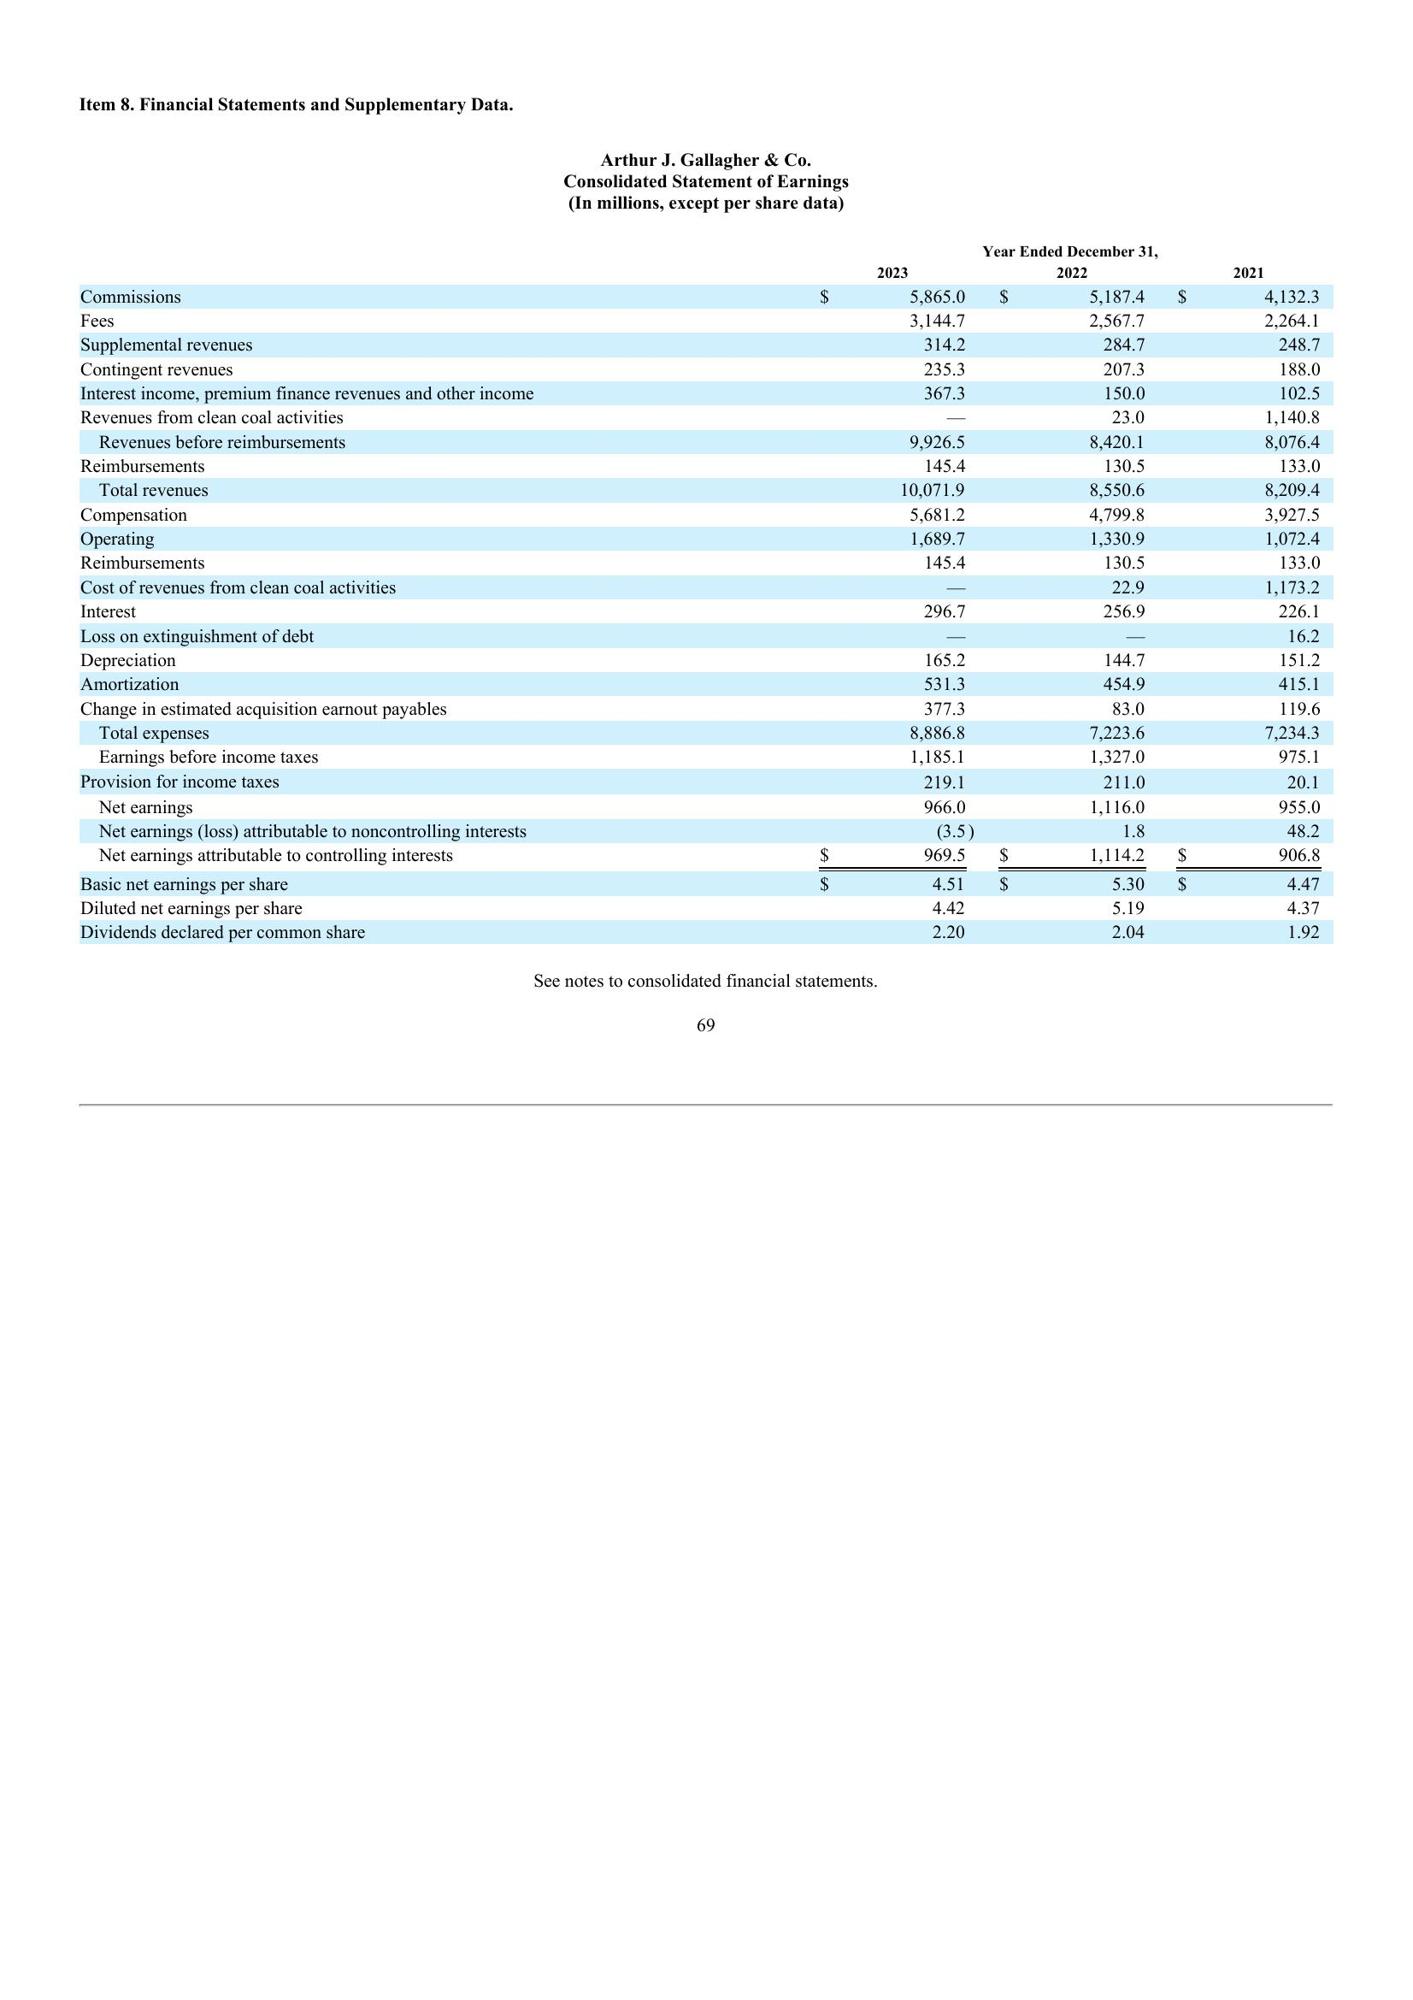 Item 8. Financial Statements and Supplementary Data.
Arthur J. Gallagher & Co.
Consolidated Statement of Earnings
(In millions, except per share data)
Year Ended December 31,
2023 2022 2021
Commissions $ 5,865.0 $ 5,187.4 $ 4,132.3
Fees 3,144.7 2,567.7 2,264.1
Supplemental revenues 314.2 284.7 248.7
Contingent revenues 235.3 207.3 188.0
Interest income, premium finance revenues and other income 367.3 150.0 102.5
Revenues from clean coal activities — 23.0 1,140.8
Revenues before reimbursements 9,926.5 8,420.1 8,076.4
Reimbursements 145.4 130.5 133.0
Total revenues 10,071.9 8,550.6 8,209.4
Compensation 5,681.2 4,799.8 3,927.5
Operating 1,689.7 1,330.9 1,072.4
Reimbursements 145.4 130.5 133.0
Cost of revenues from clean coal activities — 22.9 1,173.2
Interest 296.7 256.9 226.1
Loss on extinguishment of debt — — 16.2
Depreciation 165.2 144.7 151.2
Amortization 531.3 454.9 415.1
Change in estimated acquisition earnout payables 377.3 83.0 119.6
Total expenses 8,886.8 7,223.6 7,234.3
Earnings before income taxes 1,185.1 1,327.0 975.1
Provision for income taxes 219.1 211.0 20.1
Net earnings 966.0 1,116.0 955.0
Net earnings (loss) attributable to noncontrolling interests (3.5) 1.8 48.2
Net earnings attributable to controlling interests $ 969.5 $ 1,114.2 $ 906.8
Basic net earnings per share $ 4.51 $ 5.30 $ 4.47
Diluted net earnings per share 4.42 5.19 4.37
Dividends declared per common share 2.20 2.04 1.92
See notes to consolidated financial statements.
69